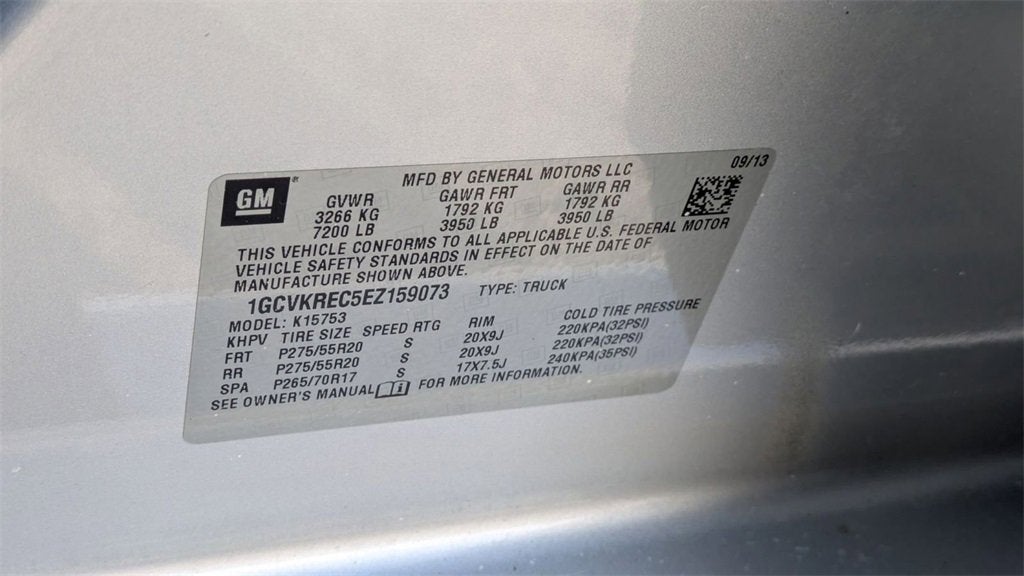 GM
MFD BY GENERAL MOTORS LLC 09/13
GVWR GAWR FRT GAWR RR
3266 KG 1792 KG 1792 KG
7200 LB 3950 LB 3950 LB
THIS VEHICLE CONFORMS TO ALL APPLICABLE U.S. FEDERAL MOTOR
VEHICLE SAFETY STANDARDS IN EFFECT ON THE DATE OF
MANUFACTURE SHOWN ABOVE.
1GCVKREC5EZ159073 TYPE: TRUCK
MODEL: K15753
KHPV TIRE SIZE SPEED RTG RIM COLD TIRE PRESSURE
FRT P275/55R20 S 20X9J 220KPA(32PSI)
RR P275/55R20 S 20X9J 220KPA(32PSI)
SPA P265/70R17 S 17X7.5J 240KPA(35PSI)
SEE OWNER'S MANUAL FOR MORE INFORMATION.